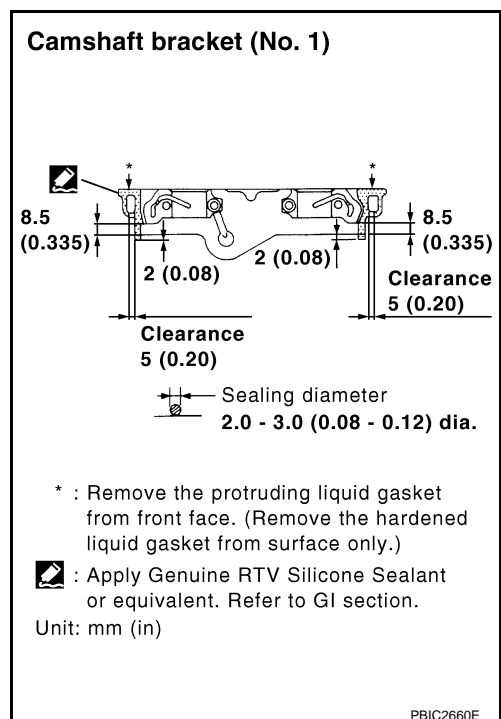 Camshaft bracket (No. 1)
*
*
8.5
(0.335)
8.5
(0.335)
2 (0.08)
2 (0.08)
Clearance
5 (0.20)
Clearance
5 (0.20)
Sealing diameter
2.0 - 3.0 (0.08 - 0.12) dia.
* : Remove the protruding liquid gasket
from front face. (Remove the hardened
liquid gasket from surface only.)
: Apply Genuine RTV Silicone Sealant
or equivalent. Refer to GI section.
Unit: mm (in)
PBIC2660E